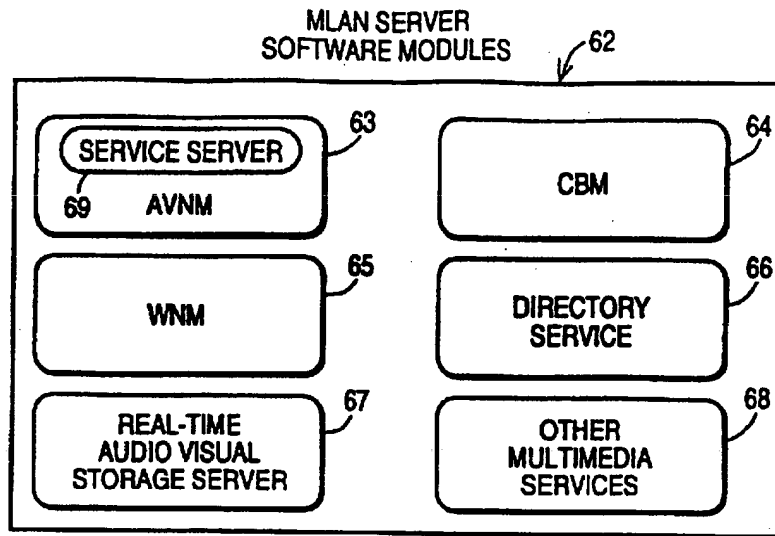 MLAN SERVER
SOFTWARE MODULES
62
SERVICE SERVER
69
AVNM
63
CBM
64
WNM
65
DIRECTORY
SERVICE
66
REAL-TIME
AUDIO VISUAL
STORAGE SERVER
67
OTHER
MULTIMEDIA
SERVICES
68